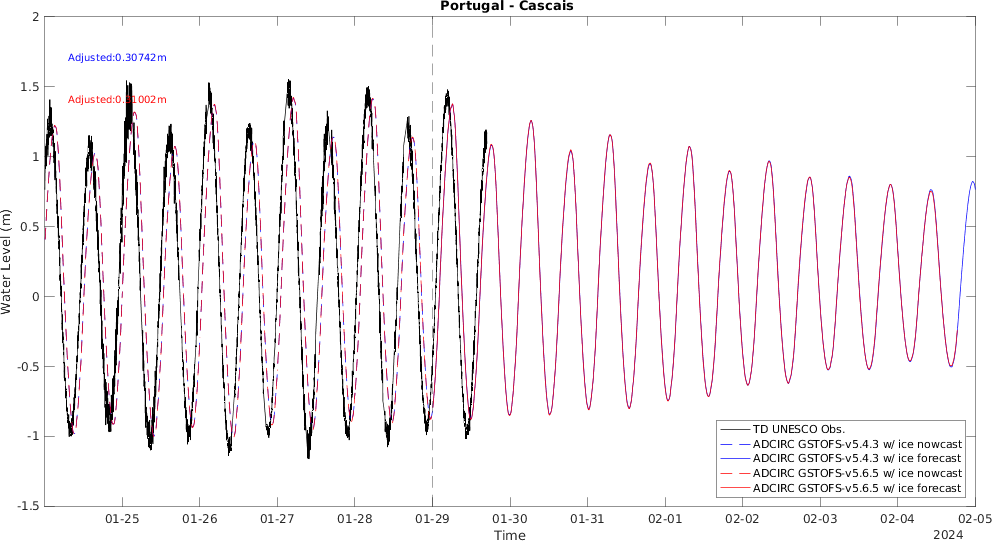 Portugal - Cascais
2
1.5
1
0.5
0
-0.5
-1
-1.5
Water Level (m)
Adjusted:0.30742m
Adjusted:0.31002m
TD UNESCO Obs.
ADCIRC GSTOFS-v5.4.3 w/ ice nowcast
ADCIRC GSTOFS-v5.4.3 w/ ice forecast
ADCIRC GSTOFS-v5.6.5 w/ ice nowcast
ADCIRC GSTOFS-v5.6.5 w/ ice forecast
01-25 01-26 01-27 01-28 01-29 01-30 01-31 02-01 02-02 02-03 02-04 02-05
Time
2024